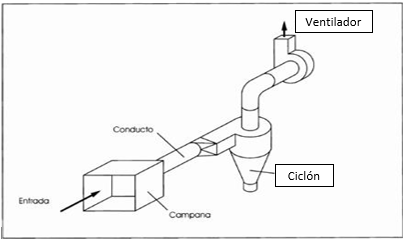 Ventilador
Conducto
Ciclón
Entrada
Campana